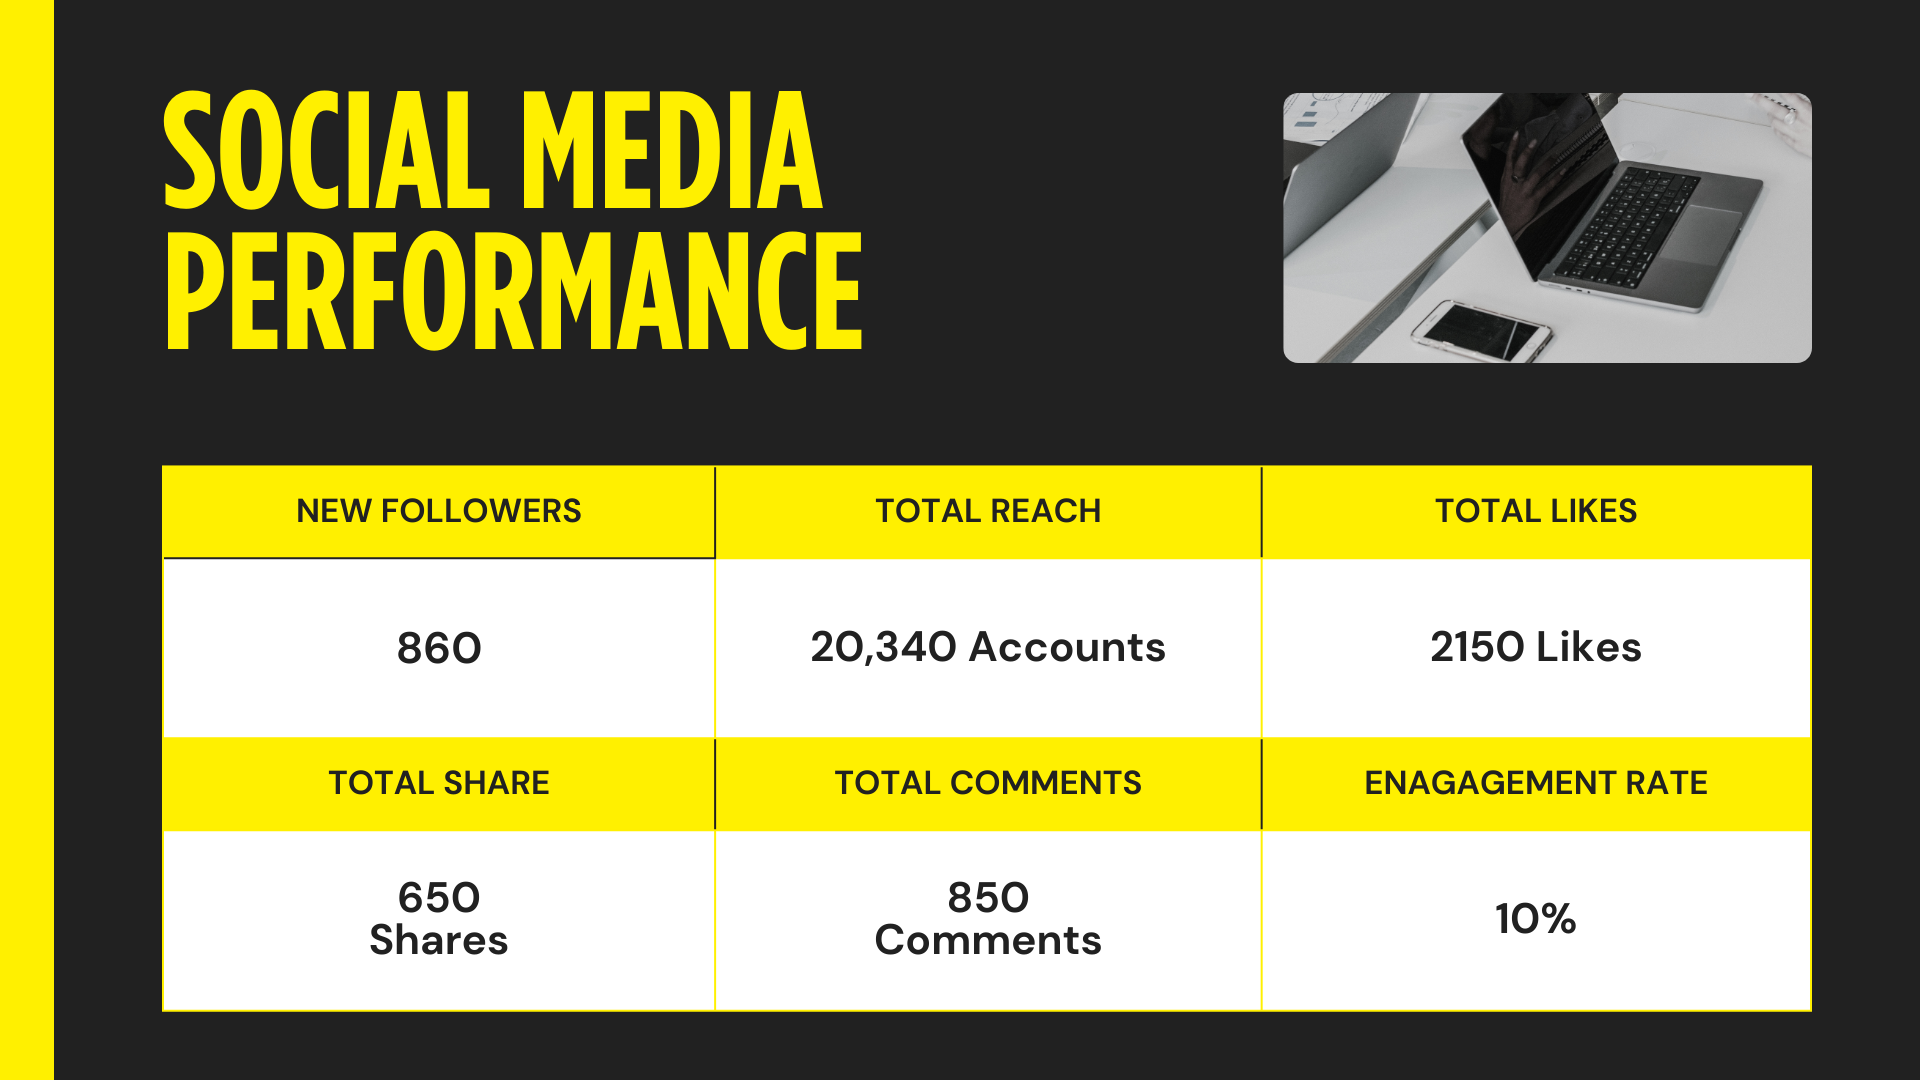 SOCIAL MEDIA
PERFORMANCE
NEW FOLLOWERS
TOTAL REACH
TOTAL LIKES
860
20,340 Accounts
2150 Likes
TOTAL SHARE
TOTAL COMMENTS
ENAGAGEMENT RATE
650
Shares
850
Comments
10%